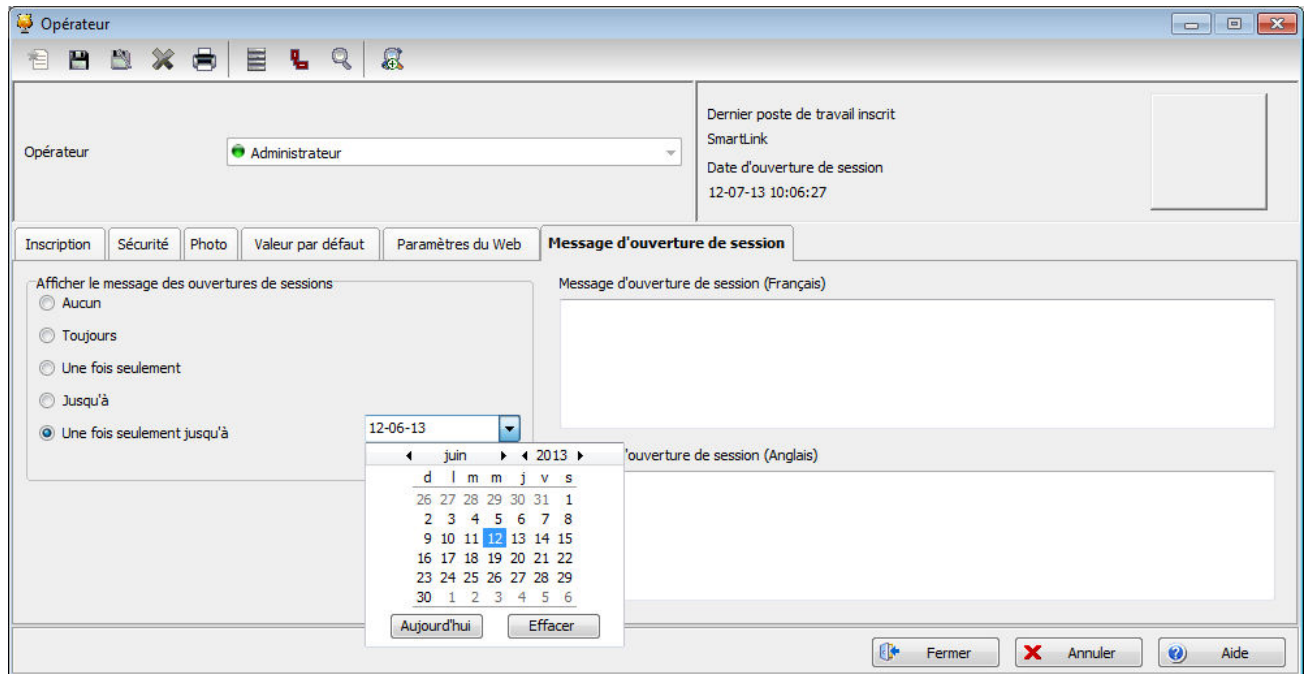 Opérateur
Dernier poste de travail inscrit
SmartLink
Opérateur
Administrateur
Date d'ouverture de session
12-07-13 10:06:27
Inscription Sécurité Photo Valeur par défaut Paramètres du Web Message d'ouverture de session
Afficher le message des ouvertures de sessions
Aucun
Toujours
Une fois seulement
Jusqu'à
Une fois seulement jusqu'à
12-06-13
juin 2013
d l m m j v s
26 27 28 29 30 31 1
2 3 4 5 6 7 8
9 10 11 12 13 14 15
16 17 18 19 20 21 22
23 24 25 26 27 28 29
30 1 2 3 4 5 6
Aujourd'hui Effacer
Message d'ouverture de session (Français)
'ouverture de session (Anglais)
Fermer Annuler Aide